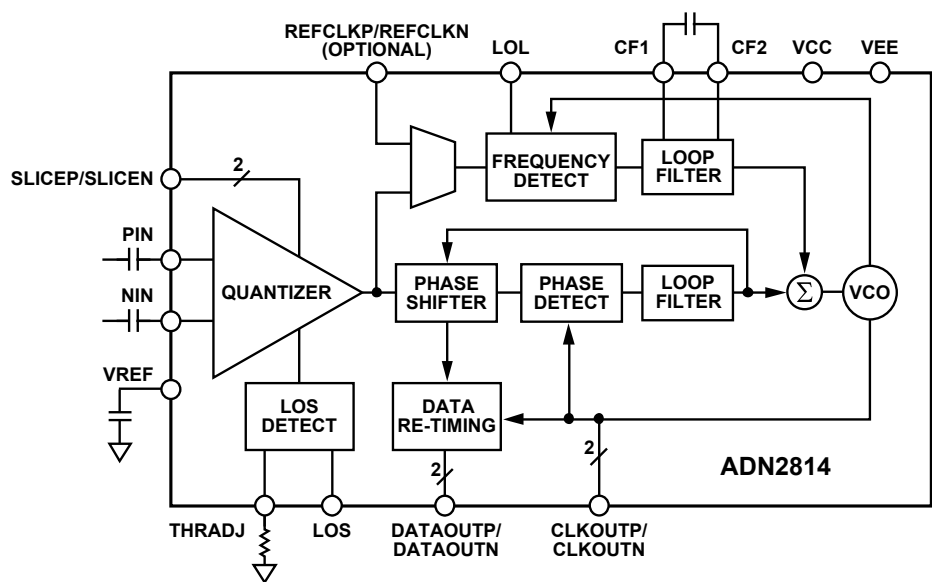 REFCLKP/REFCLKN
(OPTIONAL)
LOL
CF1
CF2
VCC
VEE
SLICEP/SLICEN
2
FREQUENCY
DETECT
LOOP
FILTER
PIN
NIN
QUANTIZER
PHASE
SHIFTER
PHASE
DETECT
LOOP
FILTER
Σ
VCO
VREF
LOS
DETECT
DATA
RE-TIMING
2
2
ADN2814
THRADJ
LOS
DATAOUTP/
DATAOUTN
CLKOUTP/
CLKOUTN